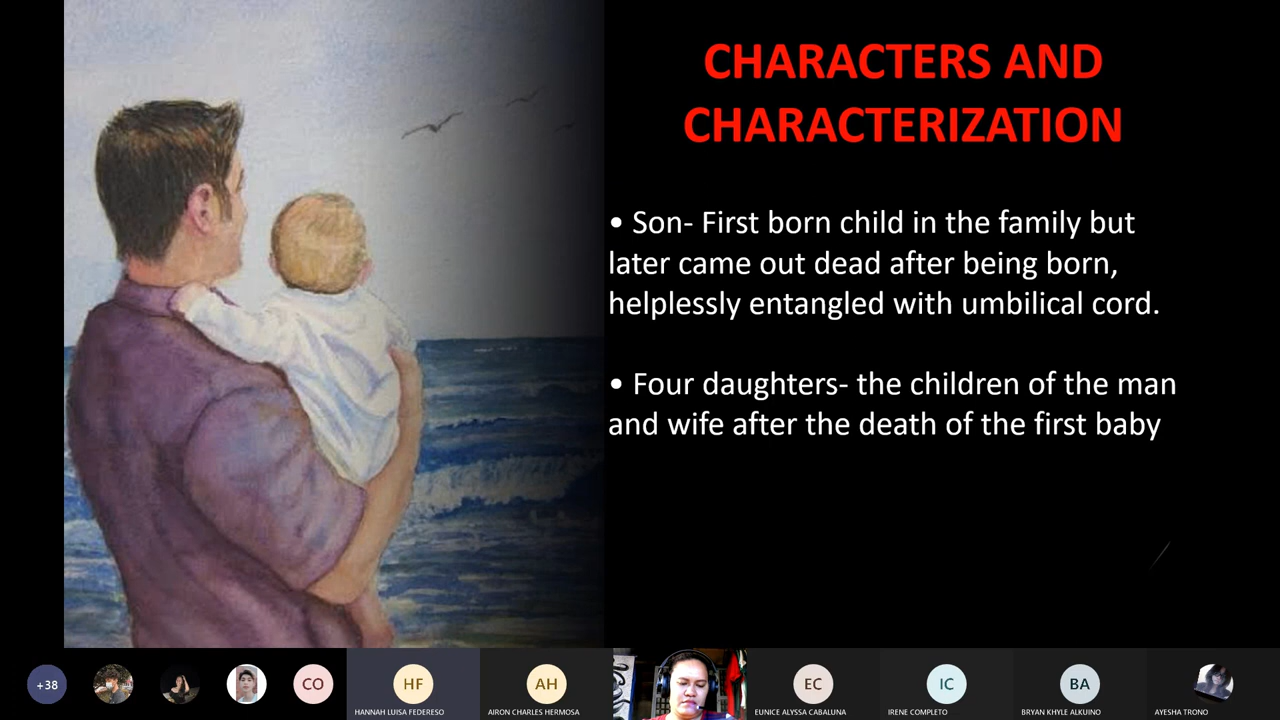 CHARACTERS AND
CHARACTERIZATION
• Son- First born child in the family but
later came out dead after being born,
helplessly entangled with umbilical cord.
• Four daughters- the children of the man
and wife after the death of the first baby
+38
CO
HF
AH
EC
IC
BA
HANNAH LUISA FEDERESO
AIRON CHARLES HERMOSA
EUNICE ALYSSA CABALUNA
IRENE COMPLETO
BRYAN KHYLE ALKUINO
AYESHA TRONO